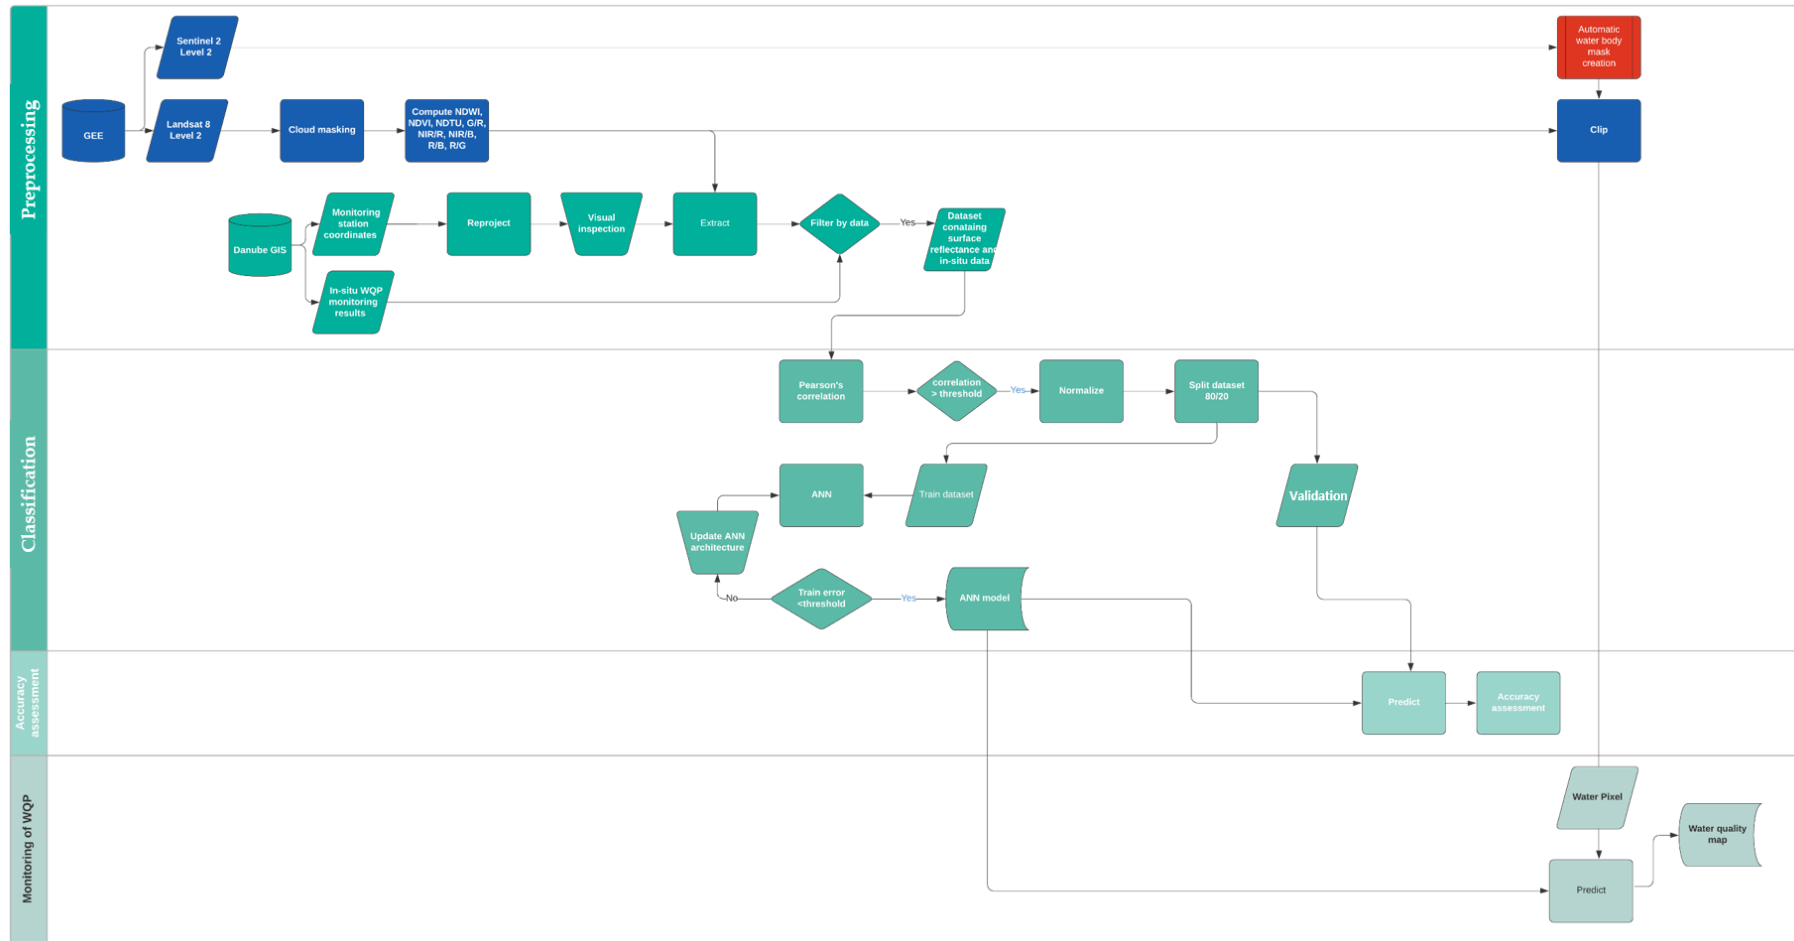 Preprocessing
Sentinel 2
Level 2
Automatic
water body
mask
creation
GEE
Landsat 8
Level 2
Cloud masking
Compute NDWI,
NDVI, NDTU, G/R,
NIR/R, NIR/B,
R/B, R/G
Clip
Danube GIS
Monitoring
station
coordinates
Reproject
Visual
inspection
Extract
Filter by data
Yes
Dataset
conataing
surface
reflectance and
in-situ data
In-situ WQP
monitoring
results
Classification
Pearson's
correlation
correlation
> threshold
Yes
Normalize
Split dataset
80/20
ANN
Train dataset
Validation
Update ANN
architecture
No
Train error
<threshold
Yes
ANN model
Accuracy
assessment
Predict
Accuracy
assessment
Monitoring of WQP
Water Pixel
Water quality
map
Predict